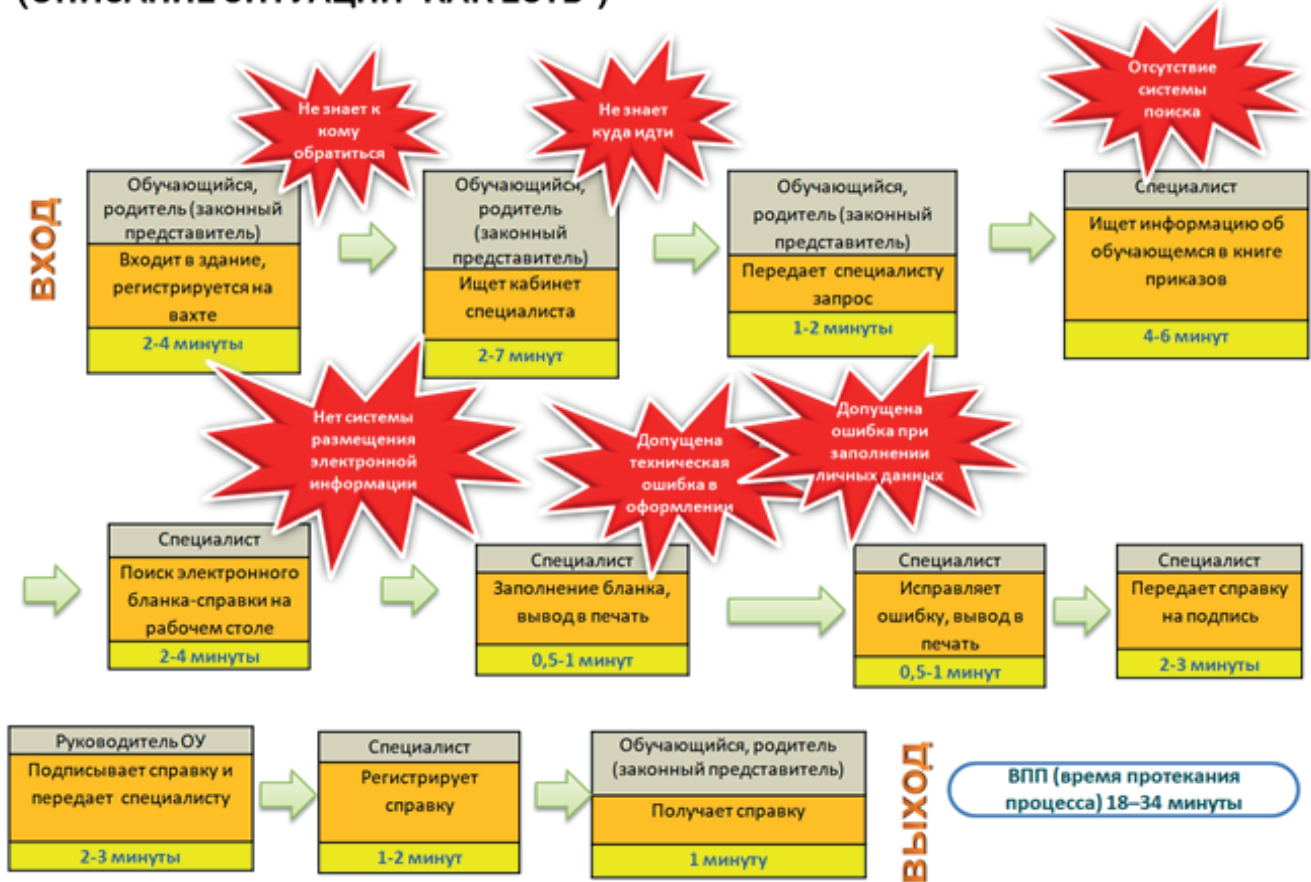 (ОПИСАНИЕ СИТУАЦИИ "КАК ЕСТЬ")
Не знает к
кому
обратиться
Не знает
куда идти
Отсутствие
системы
поиска
ВХОД
Обучающийся,
родитель (законный
представитель)
Входит в здание,
регистрируется на
вахте
2-4 минуты
Обучающийся,
родитель
(законный
представитель)
Ищет кабинет
специалиста
2-7 минут
Обучающийся,
родитель (законный
представитель)
Передает специалисту
запрос
1-2 минуты
Специалист
Ищет информацию об
обучающемся в книге
приказов
4-6 минут
Нет системы
размещения
электронной
информации
Допущена
техническая
ошибка в
оформлении
Допущена
ошибка при
заполнении
личных данных
Специалист
Поиск электронного
бланка-справки на
рабочем столе
2-4 минуты
Специалист
Заполнение бланка,
вывод в печать
0,5-1 минут
Специалист
Исправляет
ошибку, вывод в
печать
0,5-1 минут
Специалист
Передает справку
на подпись
2-3 минуты
Руководитель ОУ
Подписывает справку и
передает специалисту
2-3 минуты
Специалист
Регистрирует
справку
1-2 минут
Обучающийся, родитель
(законный представитель)
Получает справку
1 минуту
ВЫХОД
ВПП (время протекания
процесса) 18–34 минуты